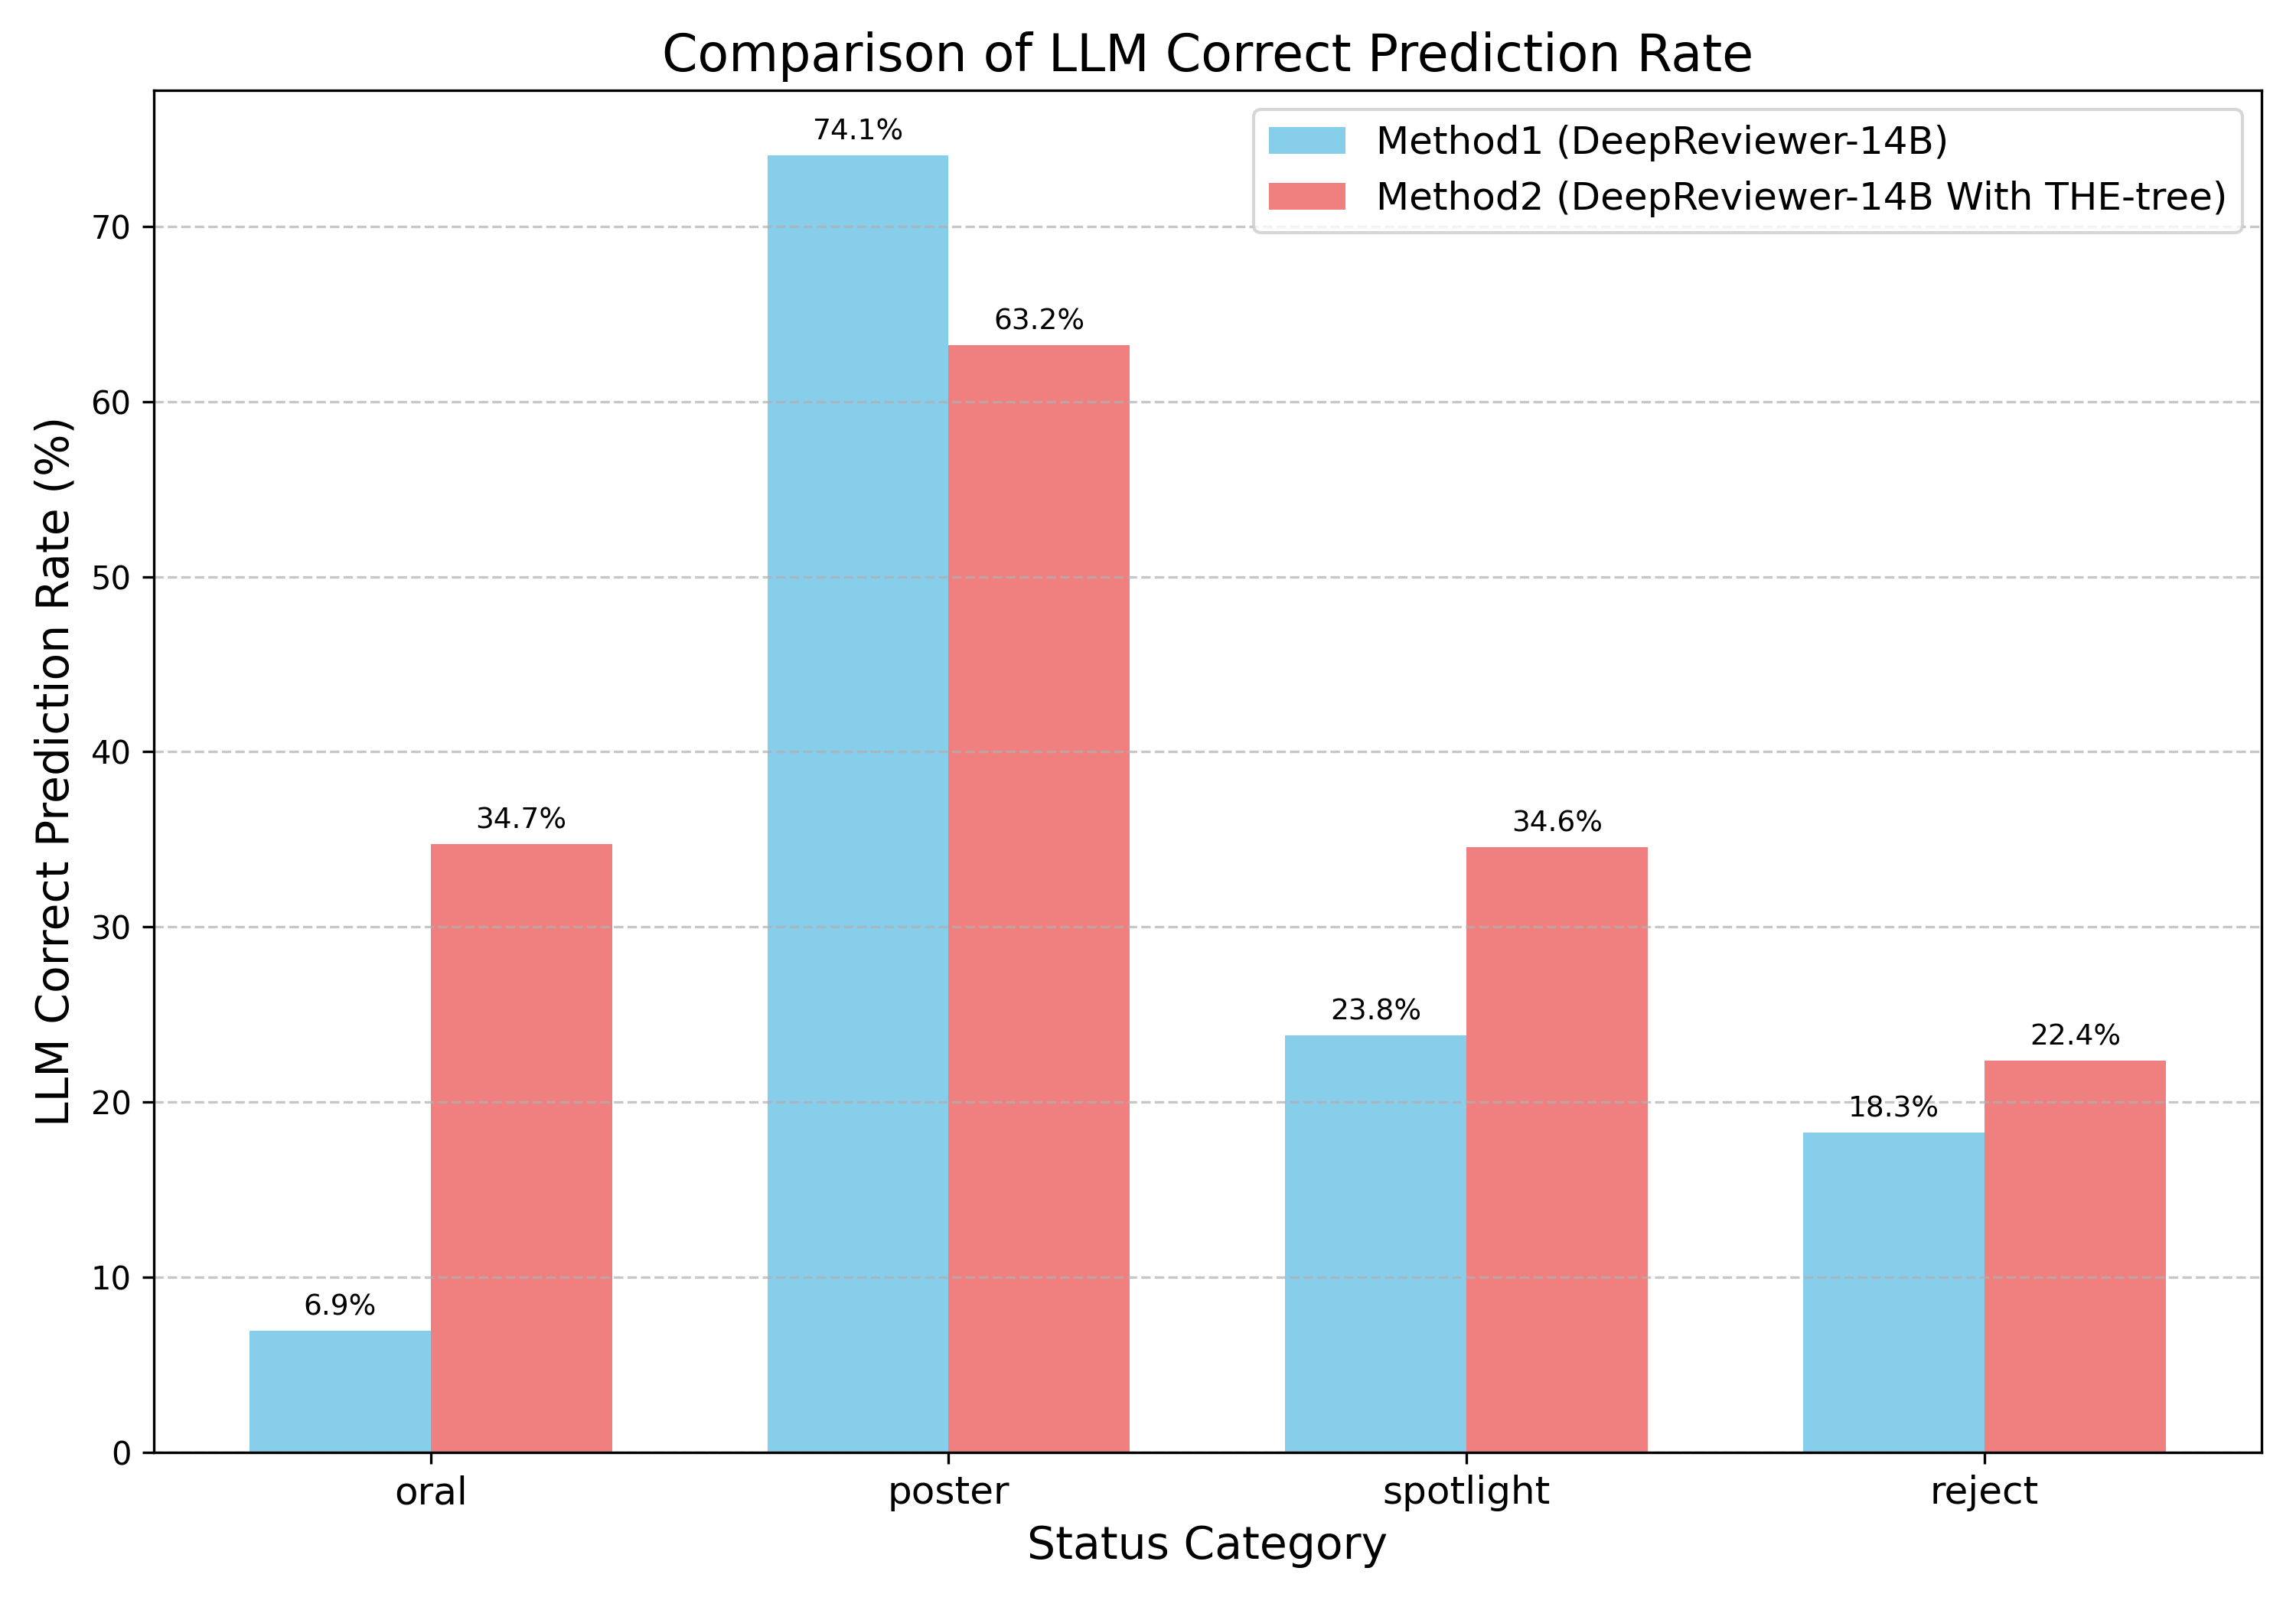 Comparison of LLM Correct Prediction Rate
Method1 (DeepReviewer-14B)
Method2 (DeepReviewer-14B With THE-tree)
LLM Correct Prediction Rate (%)
70
60
50
40
30
20
10
0
6.9%
34.7%
74.1%
63.2%
23.8%
34.6%
18.3%
22.4%
oral
poster
spotlight
reject
Status Category